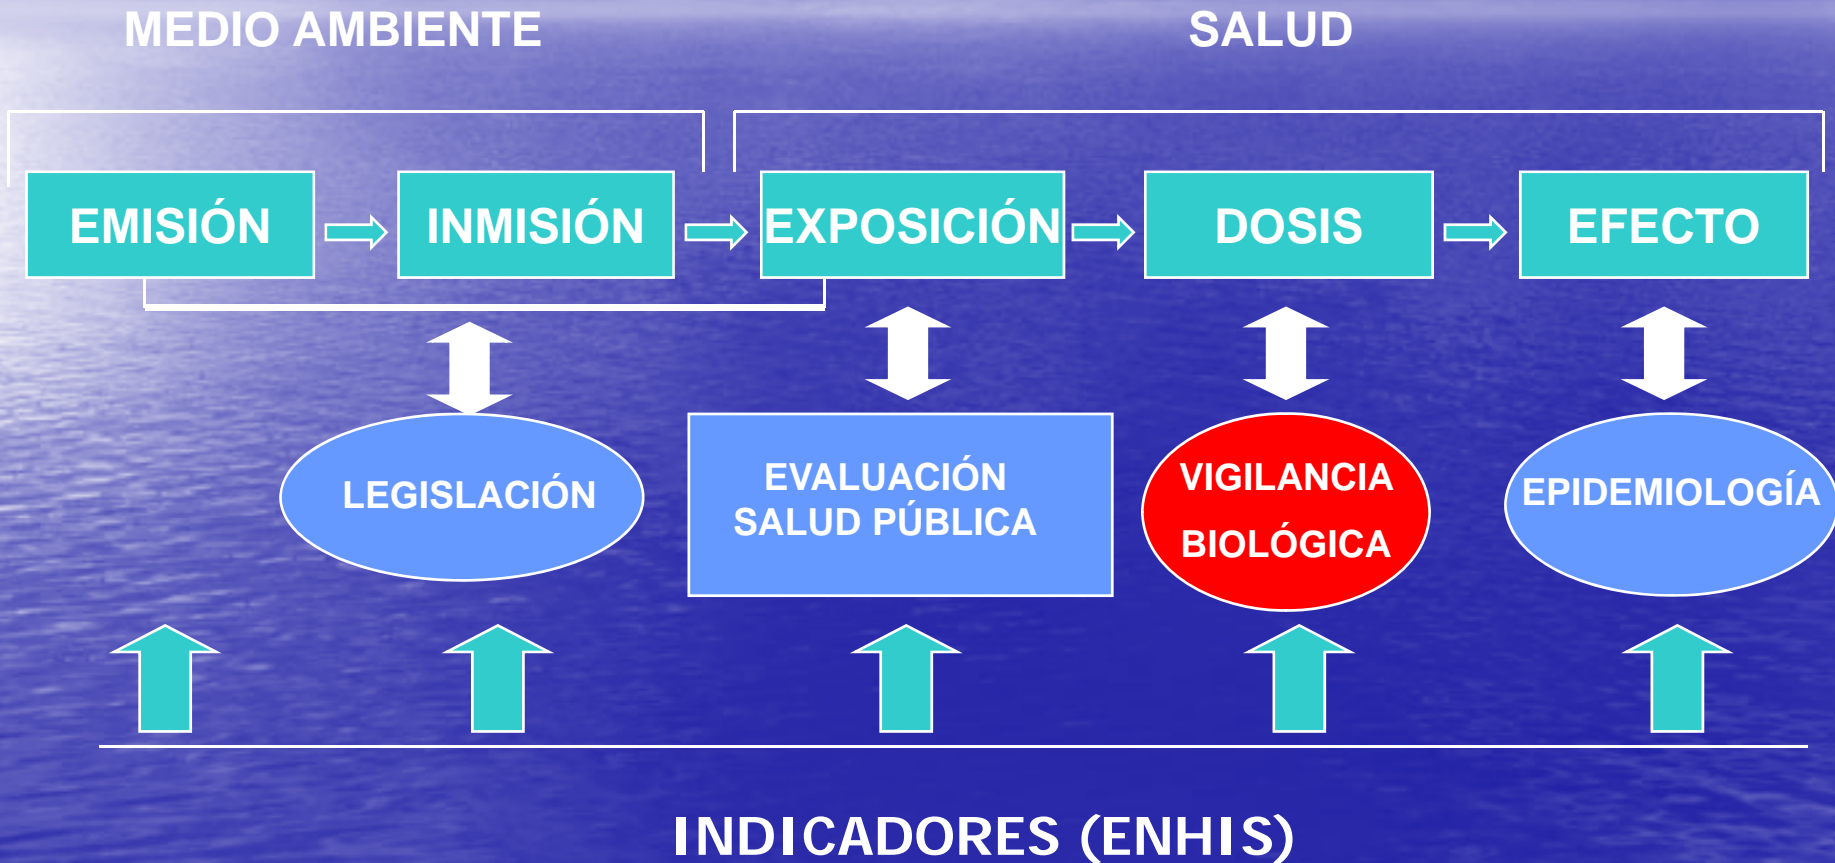 MEDIO AMBIENTE
SALUD
EMISIÓN
INMISIÓN
EXPOSICIÓN
DOSIS
EFECTO
LEGISLACIÓN
EVALUACIÓN
SALUD PÚBLICA
VIGILANCIA
BIOLÓGICA
EPIDEMIOLOGÍA
INDICADORES (ENHIS)